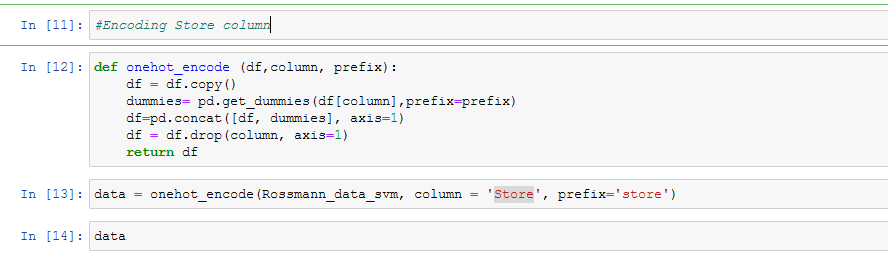 In [11]: #Encoding Store column
In [12]: def onehot_encode (df,column, prefix):
df = df.copy()
dummies= pd.get_dummies(df[column],prefix=prefix)
df=pd.concat([df, dummies], axis=1)
df = df.drop(column, axis=1)
return df
In [13]: data = onehot_encode(Rossmann_data_svm, column = 'Store', prefix='store')
In [14]: data